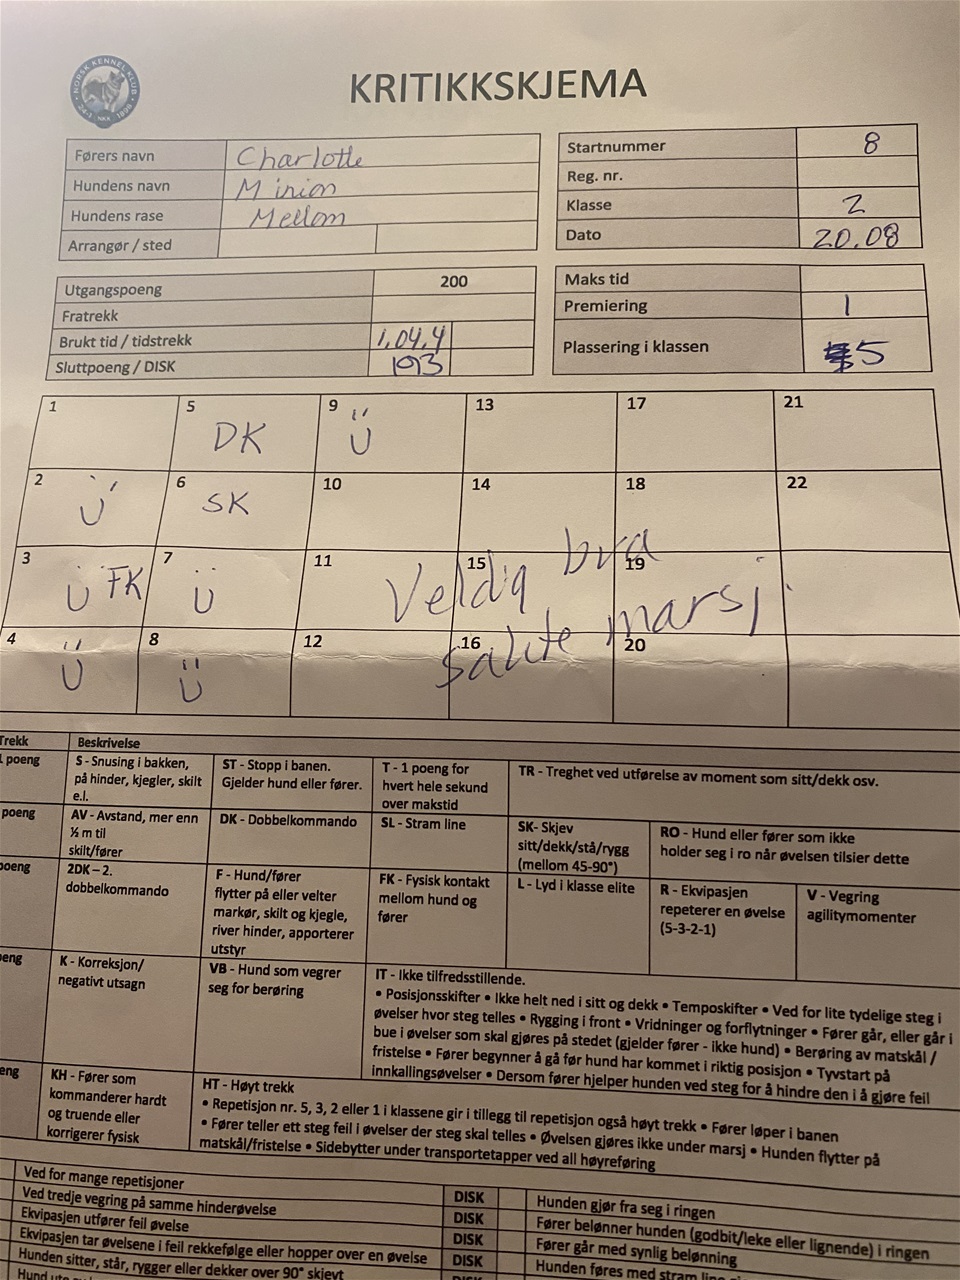 NORSK KENNEL KLUB
KRITIKKSKJEMA
Førers navn Charlotte
Hundens navn Minion
Hundens rase Mellom
Arrangør / sted
Startnummer 8
Reg. nr.
Klasse 2
Dato 20.08
Utgangspoeng 200
Fratrekk
Brukt tid / tidstrekk 1,04,4
Sluttpoeng / DISK 193
Maks tid
Premiering 1
Plassering i klassen 5
1 5 DK 9 13 17 21
2 6 SK 10 14 18 22
3 FK 7 11 15 19
Veldig bra
4 8 12 16 20
salite marsj
Trekk Beskrivelse
poeng S - Snusing i bakken, på hinder, kjegler, skilt e.l.
ST - Stopp i banen. Gjelder hund eller fører.
T - 1 poeng for hvert hele sekund over makstid
TR - Treghet ved utførelse av moment som sitt/dekk osv.
poeng AV - Avstand, mer enn ½ m til skilt/fører
DK - Dobbelkommando
SL - Stram line
SK- Skjev sitt/dekk/stå/rygg (mellom 45-90°)
RO - Hund eller fører som ikke holder seg i ro når øvelsen tilsier dette
poeng 2DK – 2. dobbelkommando
F - Hund/fører flytter på eller velter markør, skilt og kjegle, river hinder, apporterer utstyr
FK - Fysisk kontakt mellom hund og fører
L - Lyd i klasse elite
R - Ekvipasjen repeterer en øvelse (5-3-2-1)
V - Vegring agilitymomenter
K - Korreksjon/ negativt utsagn
VB - Hund som vegrer seg for berøring
IT - Ikke tilfredsstillende.
• Posisjonsskifter • Ikke helt ned i sitt og dekk • Temposkifter • Ved for lite tydelige steg i
øvelser hvor steg telles • Rygging i front • Vridninger og forflytninger • Fører går, eller går i
bue i øvelser som skal gjøres på stedet (gjelder fører - ikke hund) • Berøring av matskål /
fristelse • Fører begynner å gå før hund har kommet i riktig posisjon • Tyvstart på
innkallingsøvelser • Dersom fører hjelper hunden ved steg for å hindre den i å gjøre feil
KH - Fører som kommanderer hardt og truende eller korrigerer fysisk
HT - Høyt trekk
• Repetisjon nr. 5, 3, 2 eller 1 i klassene gir i tillegg til repetisjon også høyt trekk • Fører løper i banen
• Fører teller ett steg feil i øvelser der steg skal telles • Øvelsen gjøres ikke under marsj • Hunden flytter på
matskål/fristelse • Sidebytter under transportetapper ved all høyreføring
Ved for mange repetisjoner DISK Hunden gjør fra seg i ringen
Ved tredje vegring på samme hinderøvelse DISK Fører belønner hunden (godbit/leke eller lignende) i ringen
Ekvipasjen utfører feil øvelse DISK Fører går med synlig belønning
Ekvipasjen tar øvelsene i feil rekkefølge eller hopper over en øvelse DISK Hunden føres med stram line
Hunden sitter, står, rygger eller dekker over 90° skjevt